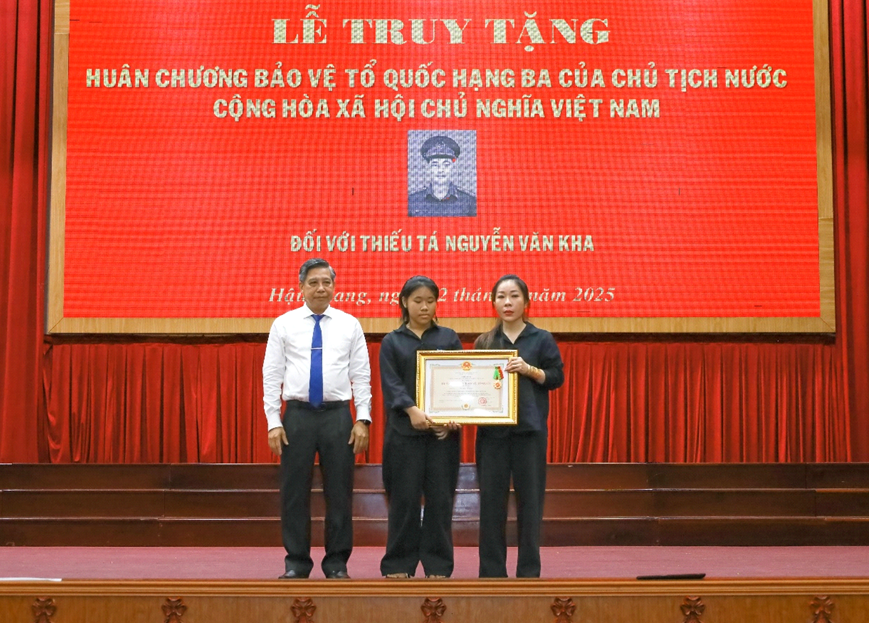 LỄ TRUY TẶNG
HUÂN CHƯƠNG BẢO VỆ TỔ QUỐC HẠNG BA CỦA CHỦ TỊCH NƯỚC
CỘNG HÒA XÃ HỘI CHỦ NGHĨA VIỆT NAM
ĐỐI VỚI THIẾU TÁ NGUYỄN VĂN KHA
năm 2025